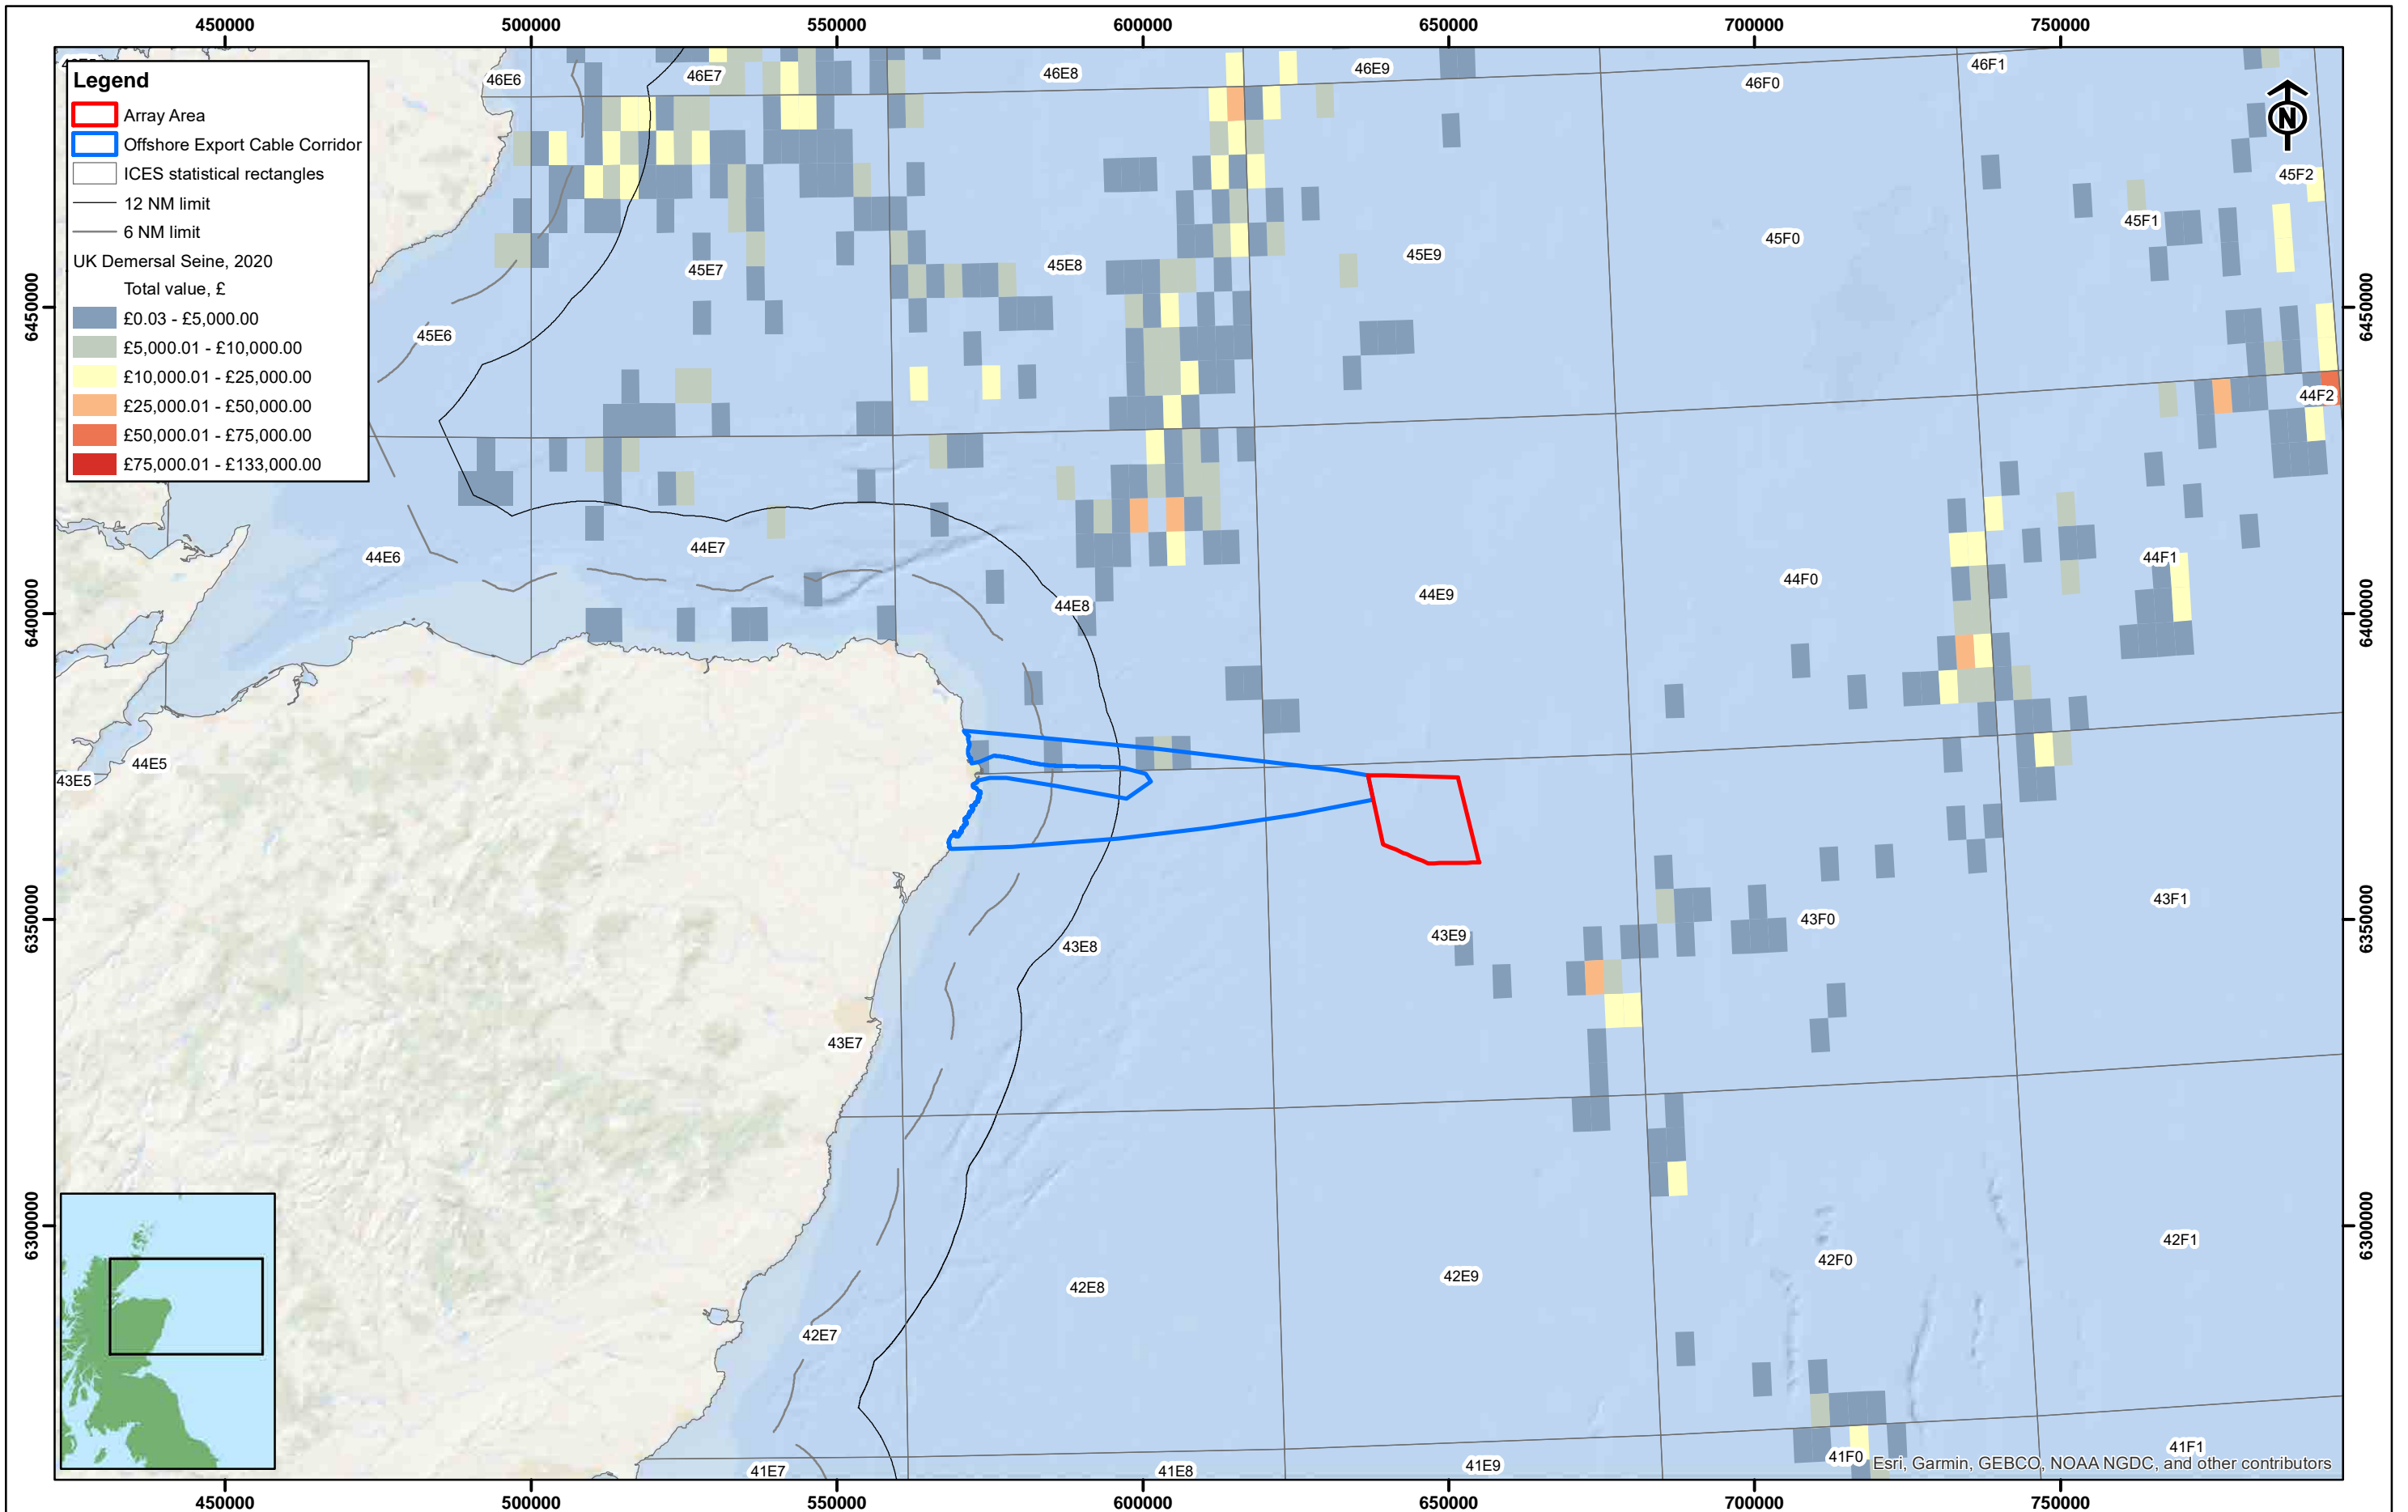 450000 500000 550000 600000 650000 700000 750000
Legend
Array Area
Offshore Export Cable Corridor
ICES statistical rectangles
12 NM limit
6 NM limit
UK Demersal Seine, 2020
Total value, £
£0.03 - £5,000.00
£5,000.01 - £10,000.00
£10,000.01 - £25,000.00
£25,000.01 - £50,000.00
£50,000.01 - £75,000.00
£75,000.01 - £133,000.00
46E6 46E7 46E8 46E9 46F0 46F1
N
45F2
45E6 45E7 45E8 45E9 45F0 45F1
6450000 6450000
44F2
44E6 44E7 44E8 44E9 44F0 44F1
6400000 6400000
43E5 44E5
6350000 6350000
43E7 43E8 43E9 43F0 43F1
6300000 6300000
42E7 42E8 42E9 42F0 42F1
41E7 41E8 41E9 41F0 41F1
Esri, Garmin, GEBCO, NOAA NGDC, and other contributors
450000 500000 550000 600000 650000 700000 750000